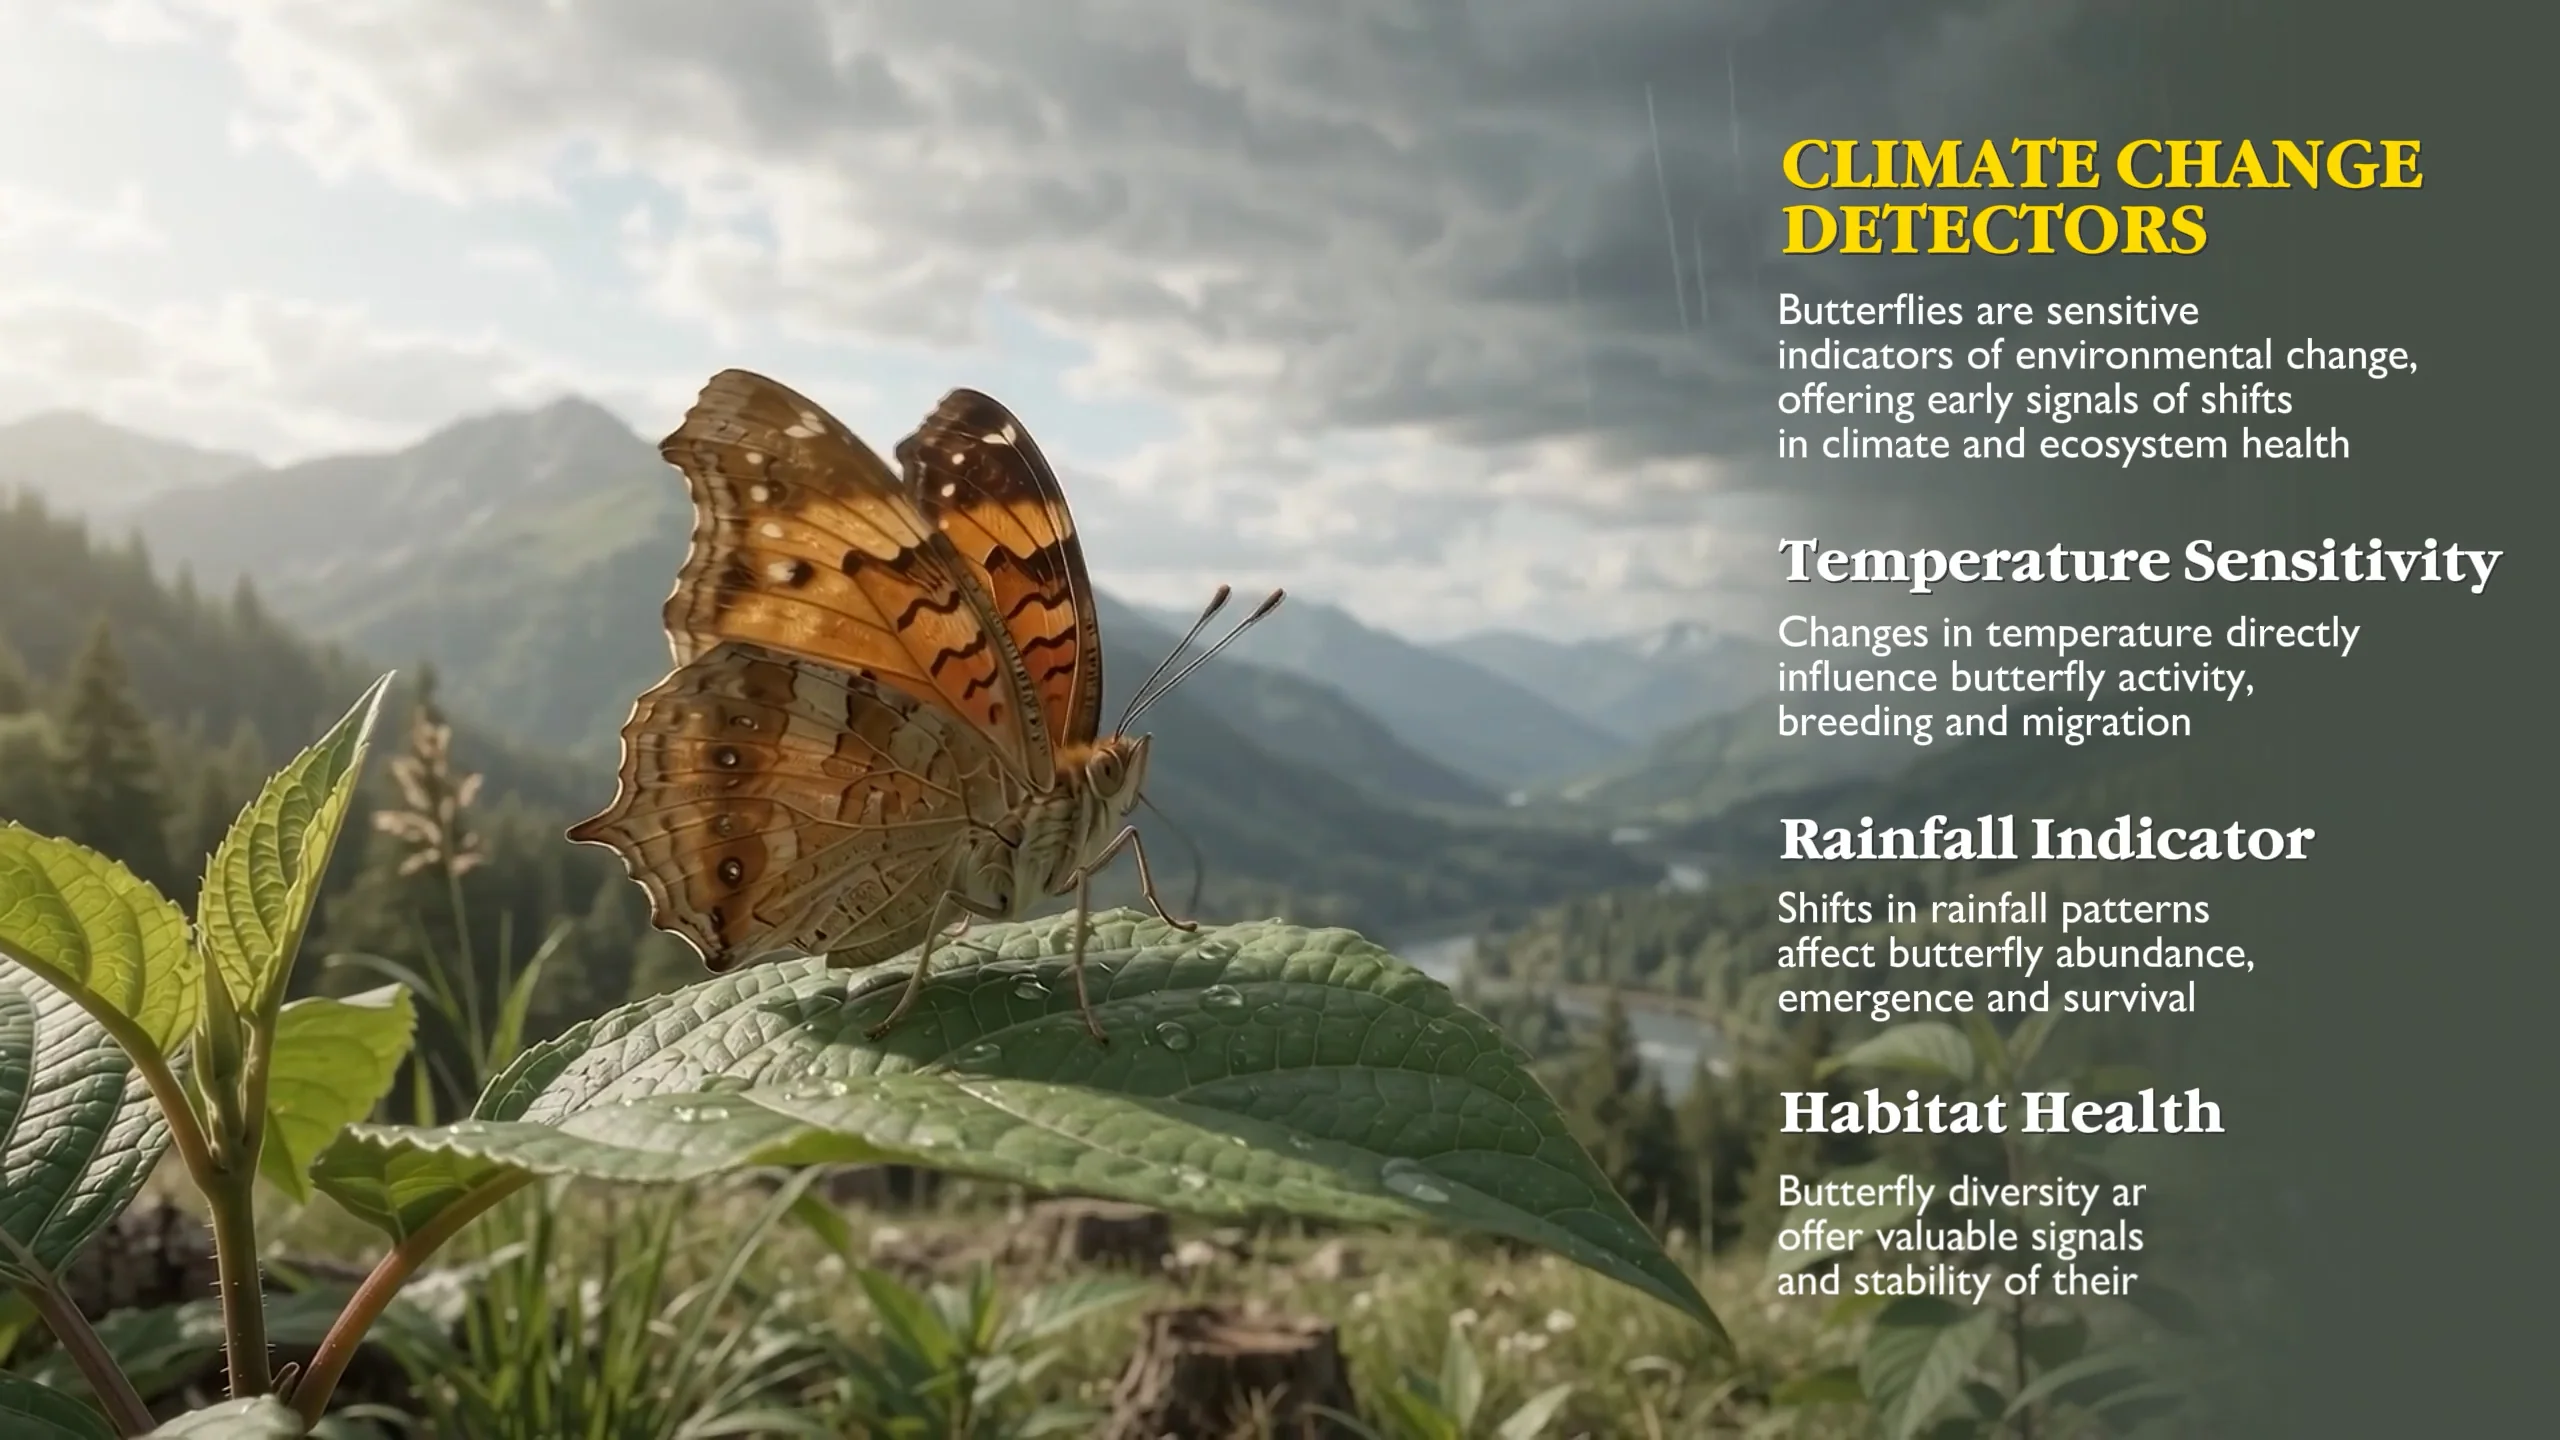 CLIMATE CHANGE
DETECTORS
Butterflies are sensitive
indicators of environmental change,
offering early signals of shifts
in climate and ecosystem health
Temperature Sensitivity
Changes in temperature directly
influence butterfly activity,
breeding and migration
Rainfall Indicator
Shifts in rainfall patterns
affect butterfly abundance,
emergence and survival
Habitat Health
Butterfly diversity
offer valuable signals
and stability of their